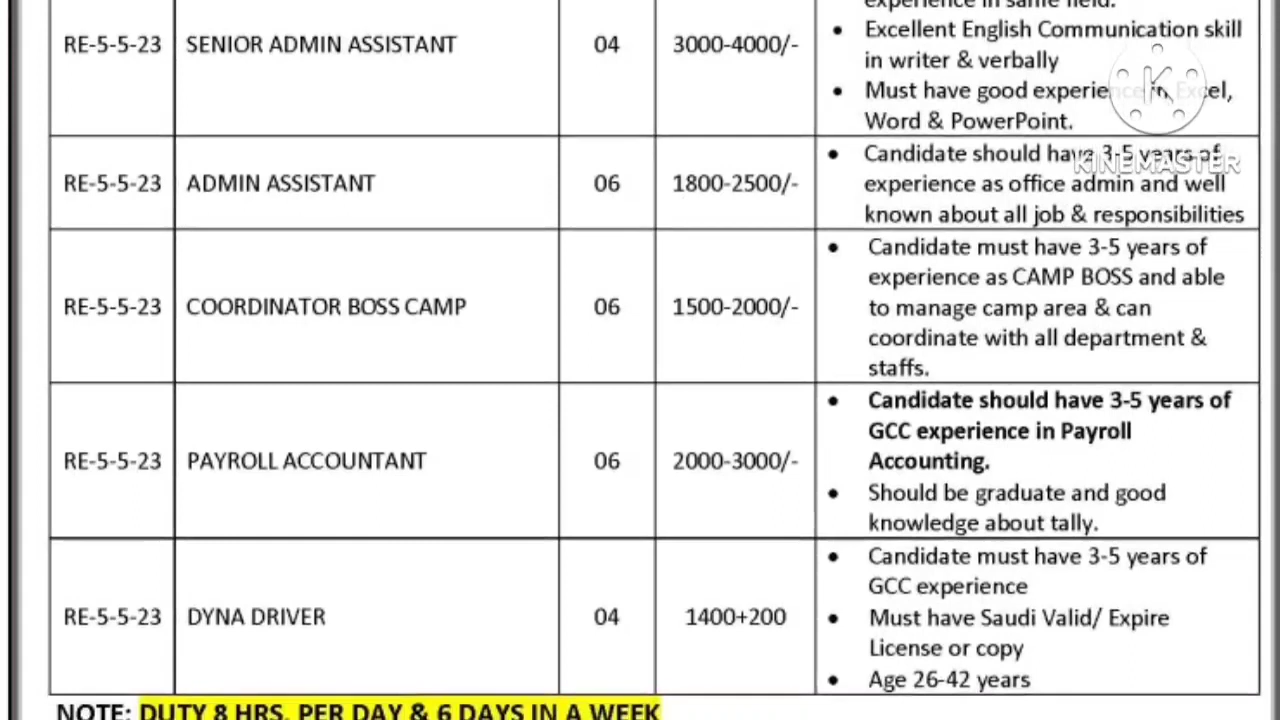 experience in same field.
RE-5-5-23 SENIOR ADMIN ASSISTANT 04 3000-4000/-
• Excellent English Communication skill
in writer & verbally
• Must have good experience in Excel,
Word & PowerPoint.
KINEMASTER
RE-5-5-23 ADMIN ASSISTANT 06 1800-2500/-
• Candidate should have 3-5 years of
experience as office admin and well
known about all job & responsibilities
RE-5-5-23 COORDINATOR BOSS CAMP 06 1500-2000/-
• Candidate must have 3-5 years of
experience as CAMP BOSS and able
to manage camp area & can
coordinate with all department &
staffs.
RE-5-5-23 PAYROLL ACCOUNTANT 06 2000-3000/-
• Candidate should have 3-5 years of
GCC experience in Payroll
Accounting.
• Should be graduate and good
knowledge about tally.
RE-5-5-23 DYNA DRIVER 04 1400+200
• Candidate must have 3-5 years of
GCC experience
• Must have Saudi Valid/ Expire
License or copy
• Age 26-42 years
NOTE: DUTY 8 HRS. PER DAY & 6 DAYS IN A WEEK